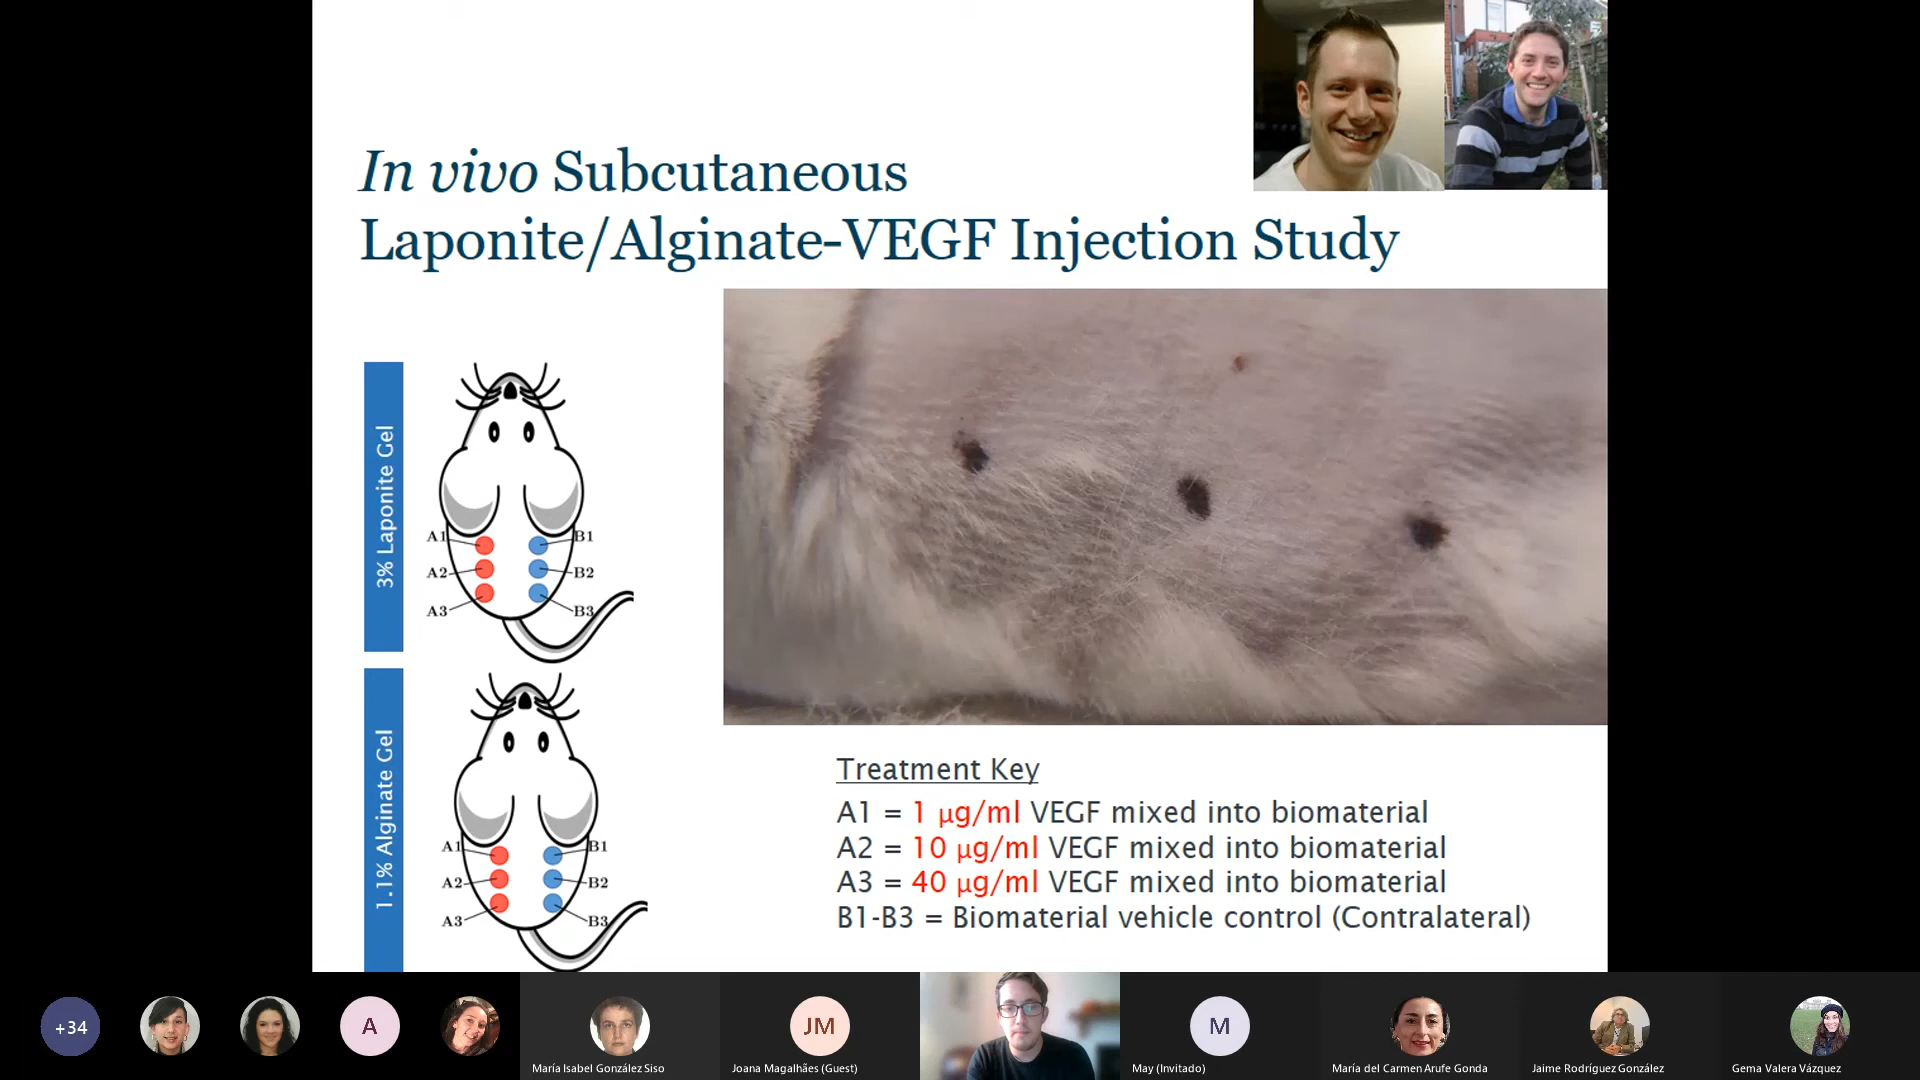 In vivo Subcutaneous
Laponite/Alginate-VEGF Injection Study
3% Laponite Gel
A1
B1
A2
B2
A3
B3
1.1% Alginate Gel
A1
B1
A2
B2
A3
B3
Treatment Key
A1 = 1 µg/ml VEGF mixed into biomaterial
A2 = 10 µg/ml VEGF mixed into biomaterial
A3 = 40 µg/ml VEGF mixed into biomaterial
B1-B3 = Biomaterial vehicle control (Contralateral)
+34
A
JM
M
María Isabel González Siso
Joana Magalhães (Guest)
May (Invitado)
María del Carmen Arufe Gonda
Jaime Rodríguez González
Gema Valera Vázquez